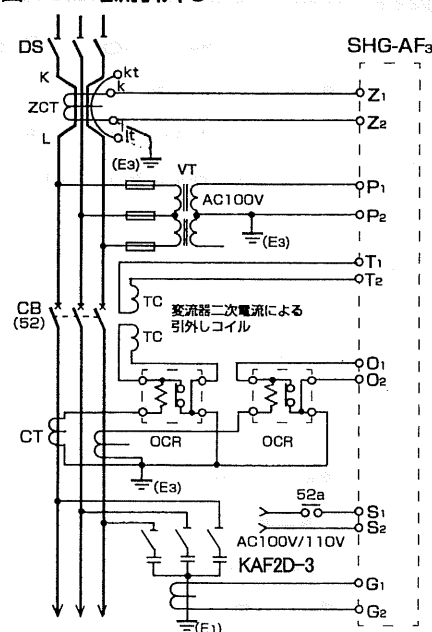 DS
SHG-AF3
K
kt
k
Z1
ZCT
l
Z2
L
lt
(E3)
VT
P1
AC100V
P2
(E3)
T1
T2
TC
変流器二次電流による
引外しコイル
CB
(52)
TC
O1
O2
CT
OCR
OCR
(E3)
52a
S1
S2
AC100V/110V
KAF2D-3
G1
G2
(E1)